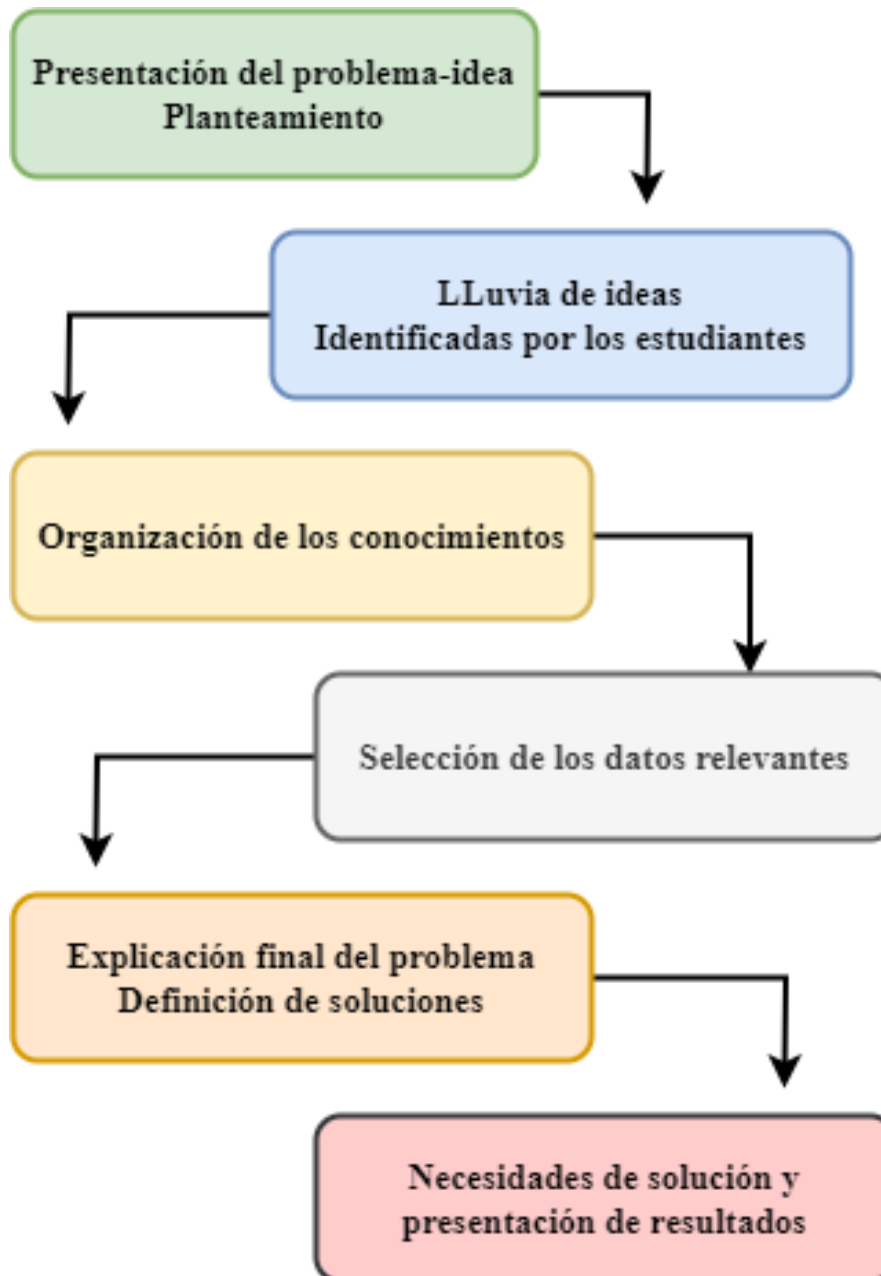 Presentación del problema-idea
Planteamiento
LLuvia de ideas
Identificadas por los estudiantes
Organización de los conocimientos
Selección de los datos relevantes
Explicación final del problema
Definición de soluciones
Necesidades de solución y
presentación de resultados